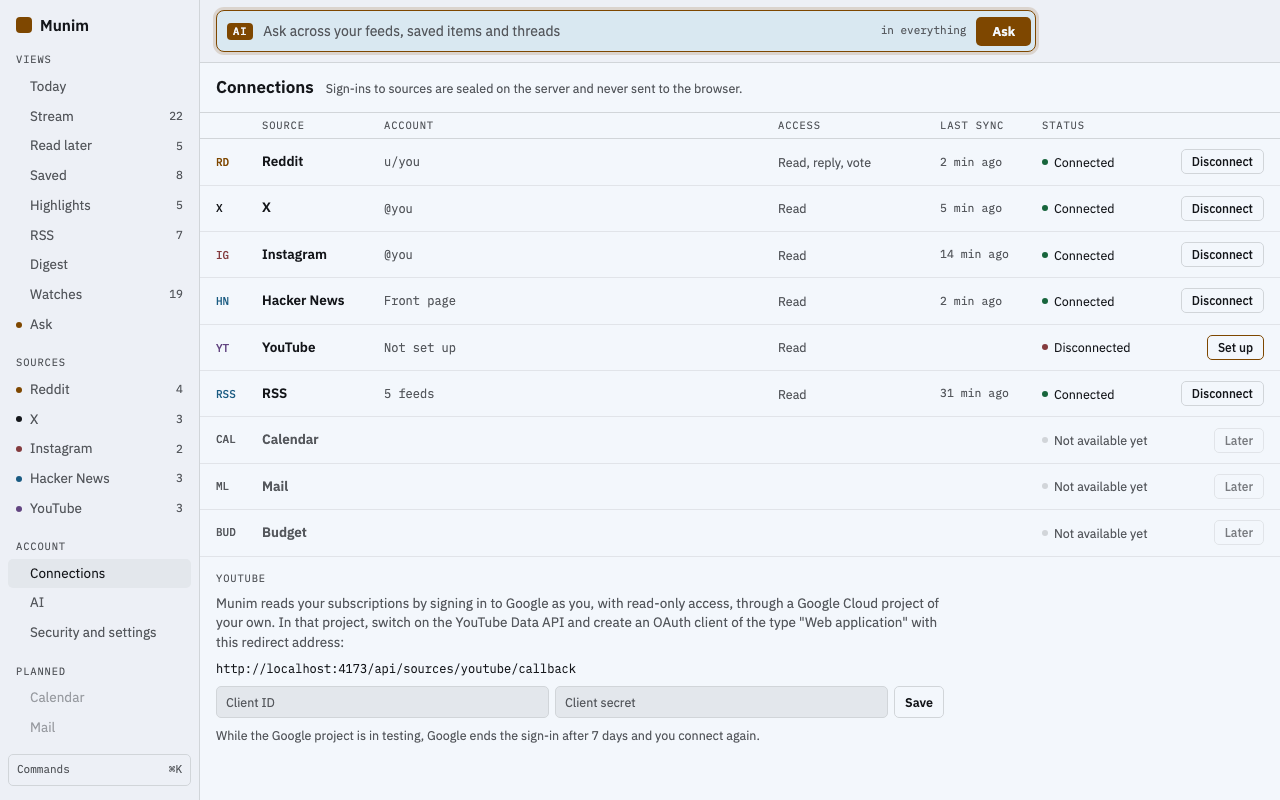 Munim
VIEWS
Today
Stream 22
Read later 5
Saved 8
Highlights 5
RSS 7
Digest
Watches 19
Ask
SOURCES
Reddit 4
X 3
Instagram 2
Hacker News 3
YouTube 3
ACCOUNT
Connections
AI
Security and settings
PLANNED
Calendar
Mail
Commands ⌘K
AI Ask across your feeds, saved items and threads in everything Ask
Connections Sign-ins to sources are sealed on the server and never sent to the browser.
SOURCE ACCOUNT ACCESS LAST SYNC STATUS
RD Reddit u/you Read, reply, vote 2 min ago Connected Disconnect
X X @you Read 5 min ago Connected Disconnect
IG Instagram @you Read 14 min ago Connected Disconnect
HN Hacker News Front page Read 2 min ago Connected Disconnect
YT YouTube Not set up Read Disconnected Set up
RSS RSS 5 feeds Read 31 min ago Connected Disconnect
CAL Calendar Not available yet Later
ML Mail Not available yet Later
BUD Budget Not available yet Later
YOUTUBE
Munim reads your subscriptions by signing in to Google as you, with read-only access, through a Google Cloud project of
your own. In that project, switch on the YouTube Data API and create an OAuth client of the type "Web application" with
this redirect address:
http://localhost:4173/api/sources/youtube/callback
Client ID Client secret Save
While the Google project is in testing, Google ends the sign-in after 7 days and you connect again.